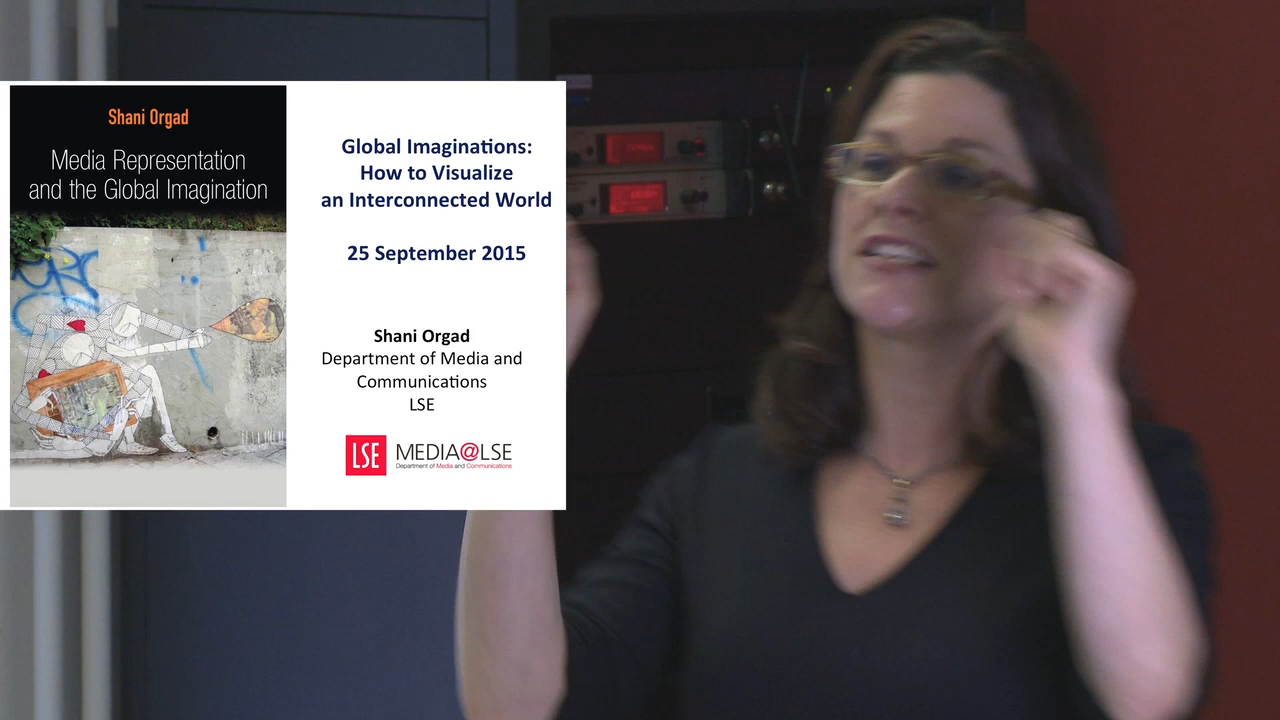 Shani Orgad
Media Representation
and the Global Imagination
Global Imaginations:
How to Visualize
an Interconnected World
25 September 2015
Shani Orgad
Department of Media and
Communications
LSE
LSE MEDIA@LSE
Department of Media and Communications